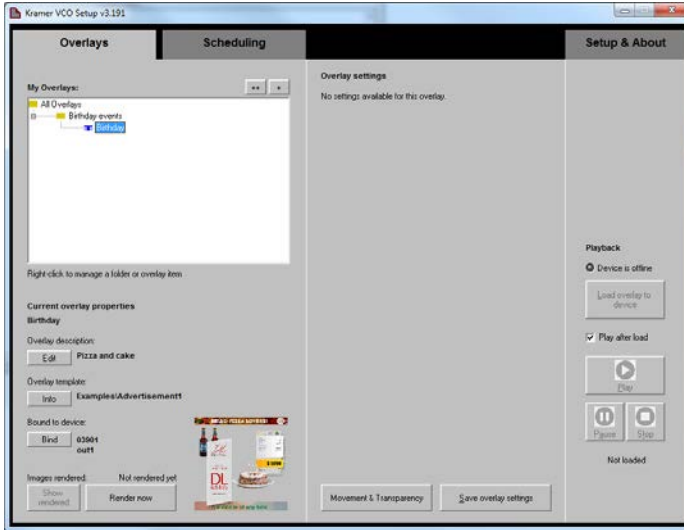 Kramer VCO Setup v3.191
Overlays
Scheduling
Setup & About
My Overlays:
All Overlays
Birthday events
Birthday
Right-click to manage a folder or overlay item
Current overlay properties
Birthday
Overlay description:
Edit
Pizza and cake
Overlay template:
Info
Examples\Advertisement1
Bound to device:
Bind
03901
out1
Images rendered:
Not rendered yet
Show
rendered
Render now
DL
Overlay settings
No settings available for this overlay.
Movement & Transparency
Save overlay settings
Playback
Device is offline
Load overlay to
device
Play after load
Play
Pause
Stop
Not loaded